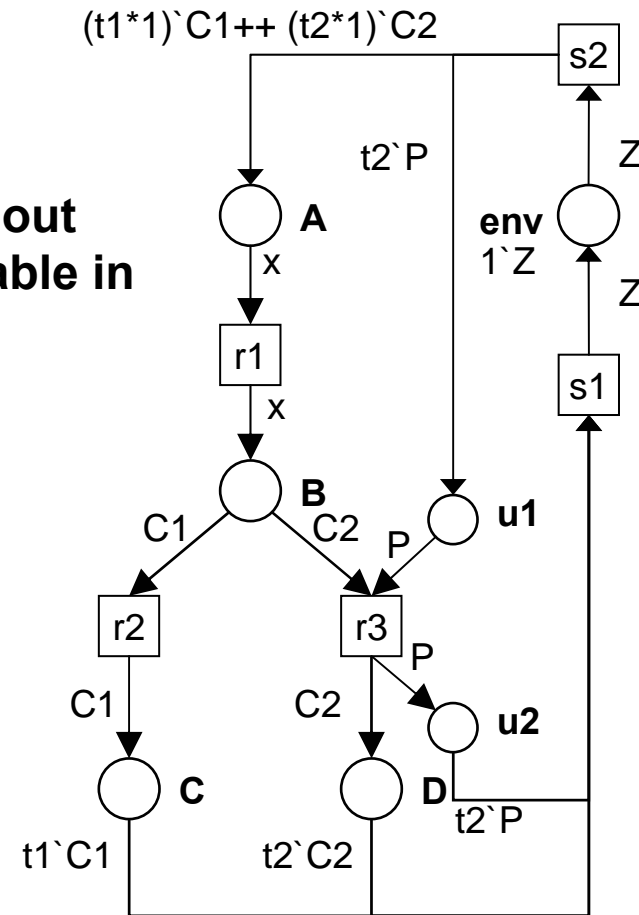 (t1*1)`C1++ (t2*1)`C2
s2
t2`P
Z
out
A
env
able in
x
1`Z
Z
r1
s1
x
B
u1
C1
C2
P
r2
r3
P
C1
C2
u2
C
D
t2`P
t1`C1
t2`C2